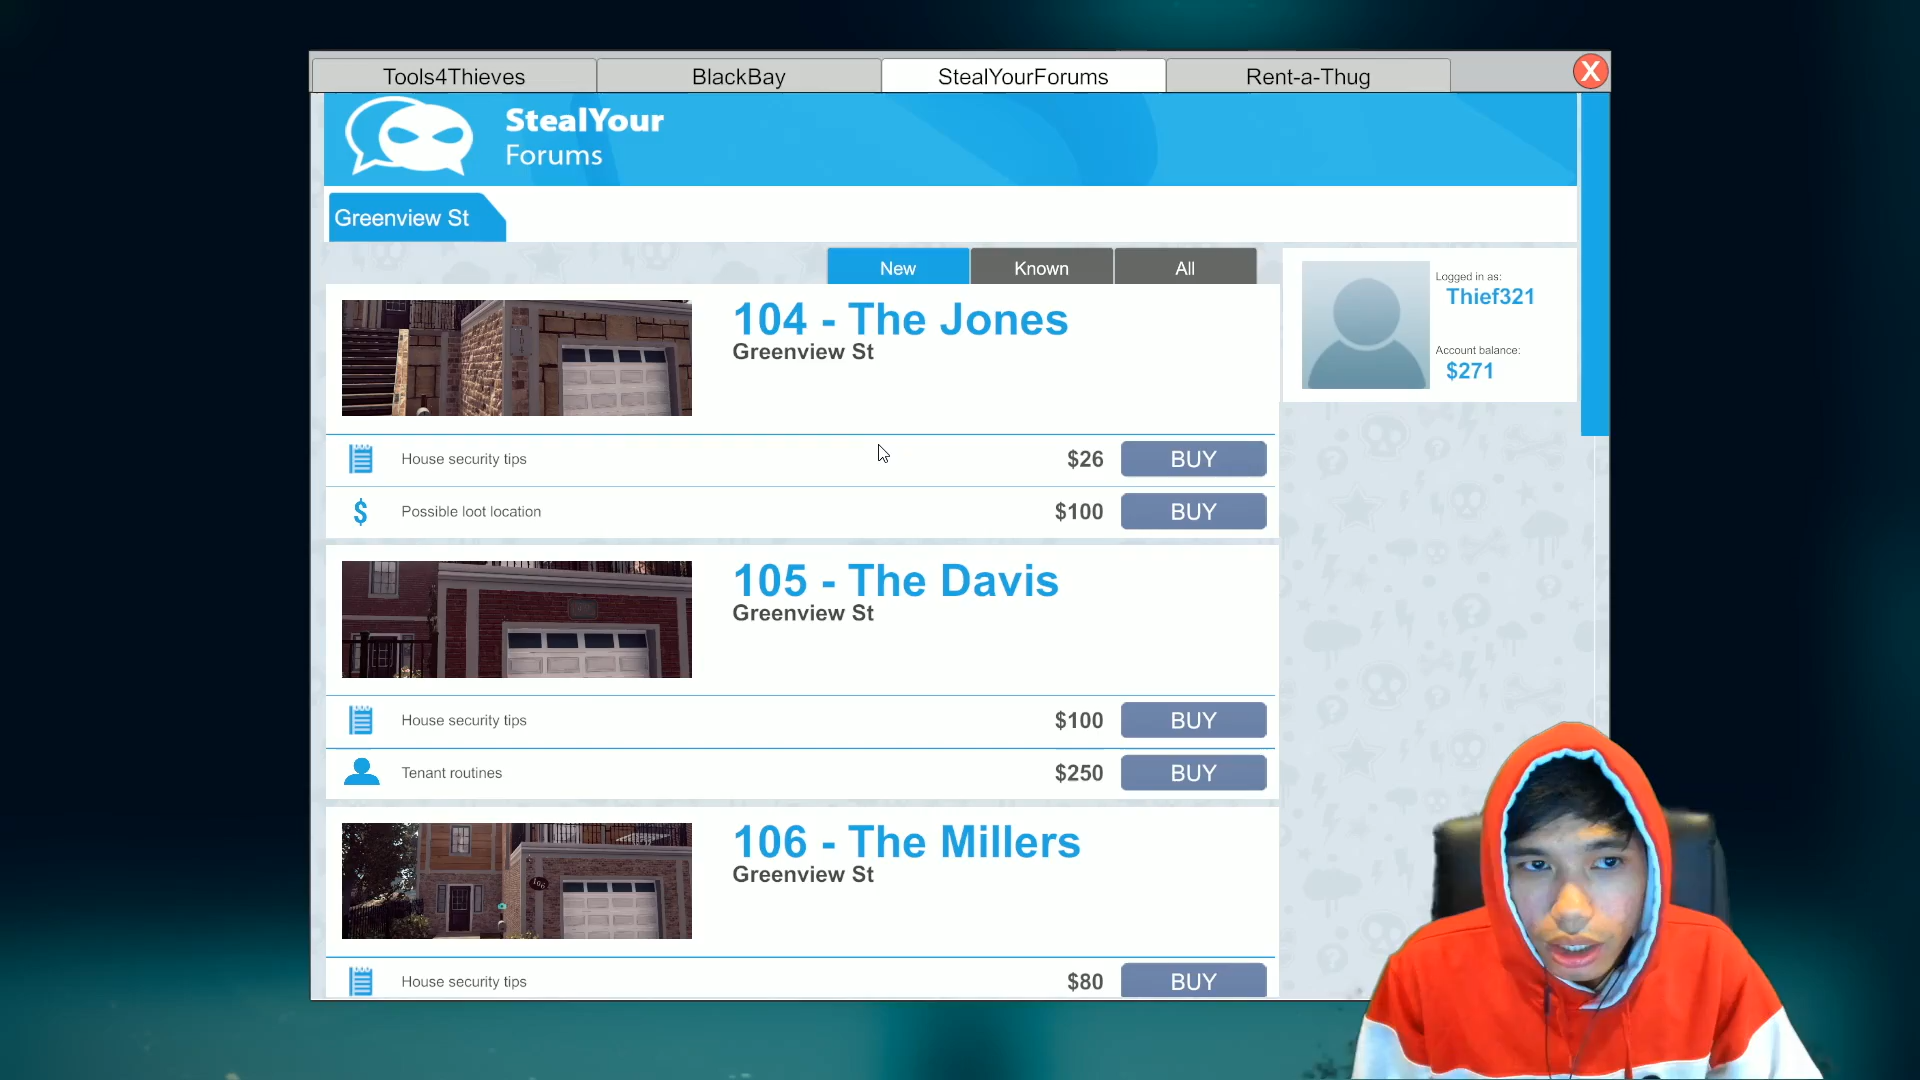 Tools4Thieves
BlackBay
StealYourForums
Rent-a-Thug
X
StealYour
Forums
Greenview St
New
Known
All
Logged in as:
Thief321
Account balance:
$271
104 - The Jones
Greenview St
House security tips
$26
BUY
Possible loot location
$100
BUY
105 - The Davis
Greenview St
House security tips
$100
BUY
Tenant routines
$250
BUY
106 - The Millers
Greenview St
106
House security tips
$80
BUY